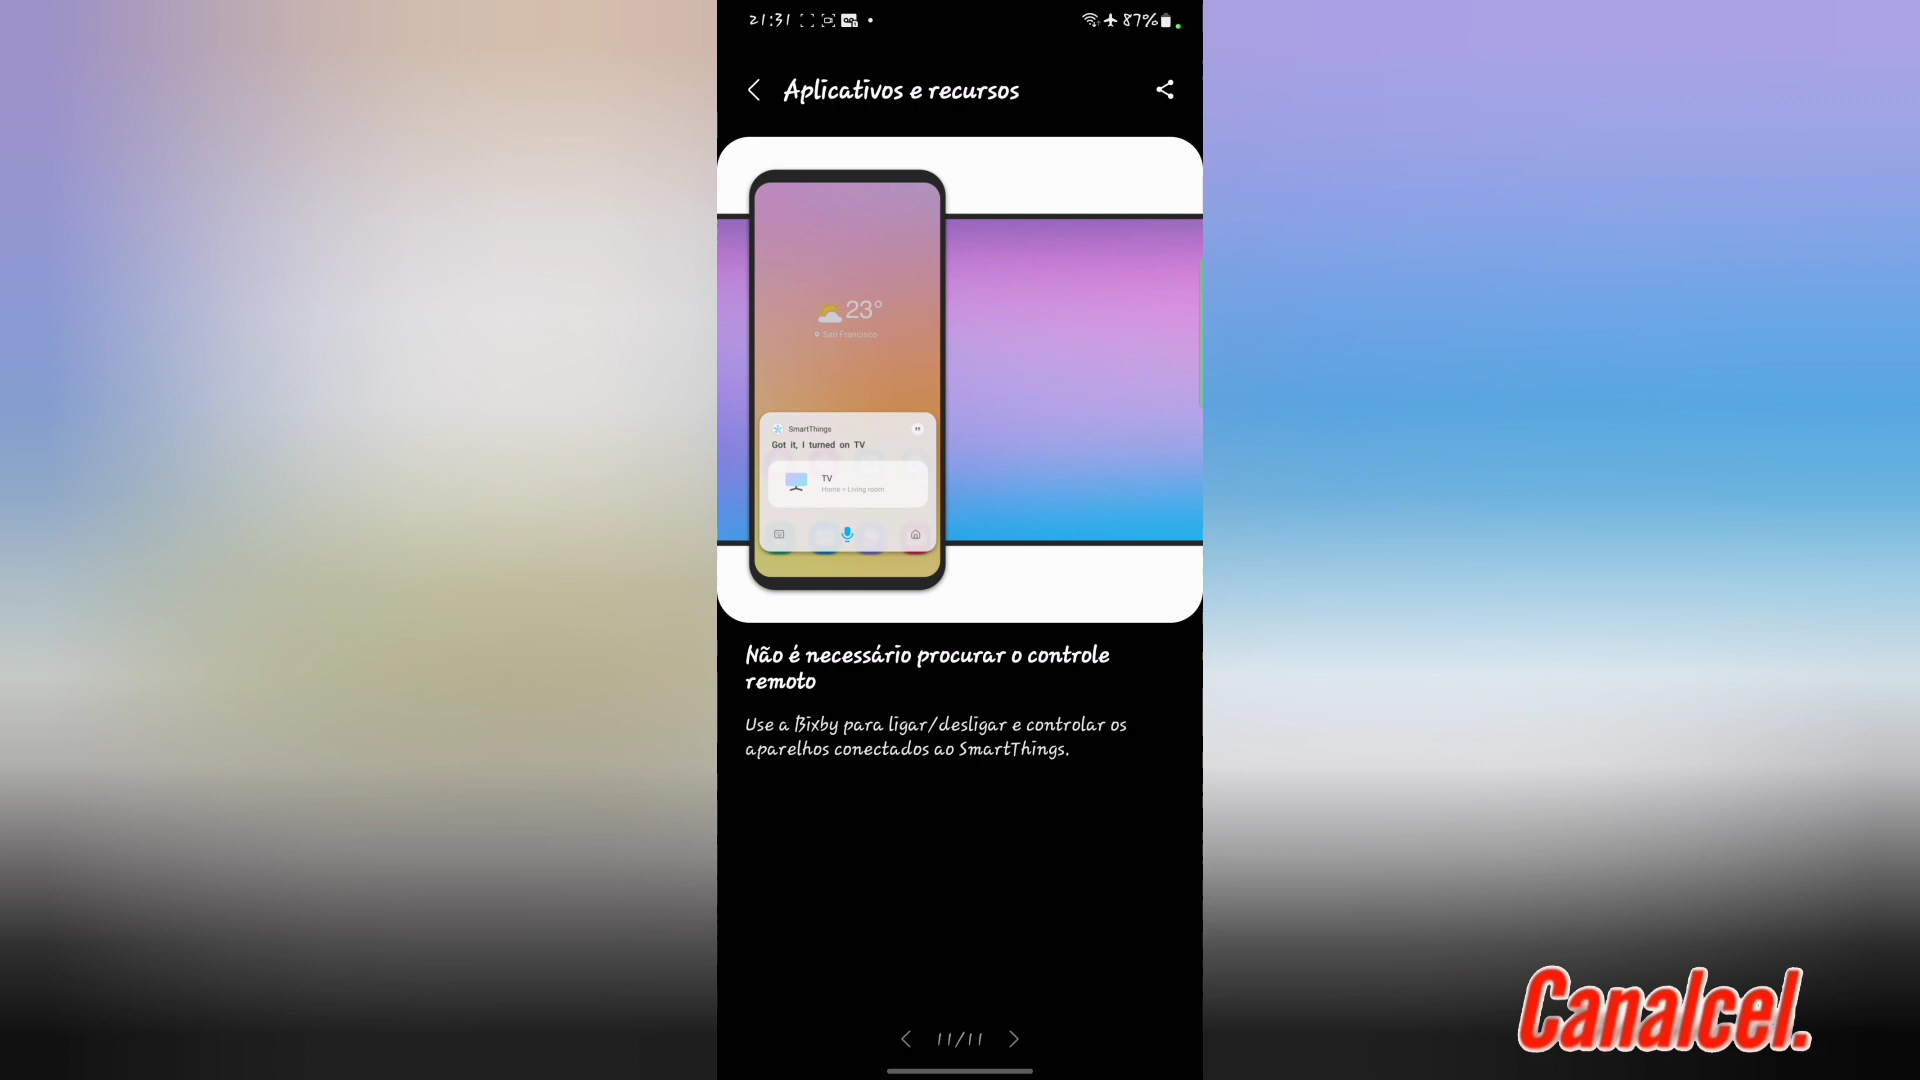 21:31
87%
Aplicativos e recursos
23°
San Francisco
SmartThings
Got it, I turned on TV
TV
Home • Living room
Não é necessário procurar o controle
remoto
Use a Bixby para ligar/desligar e controlar os
aparelhos conectados ao SmartThings.
11/11
Canalcel.